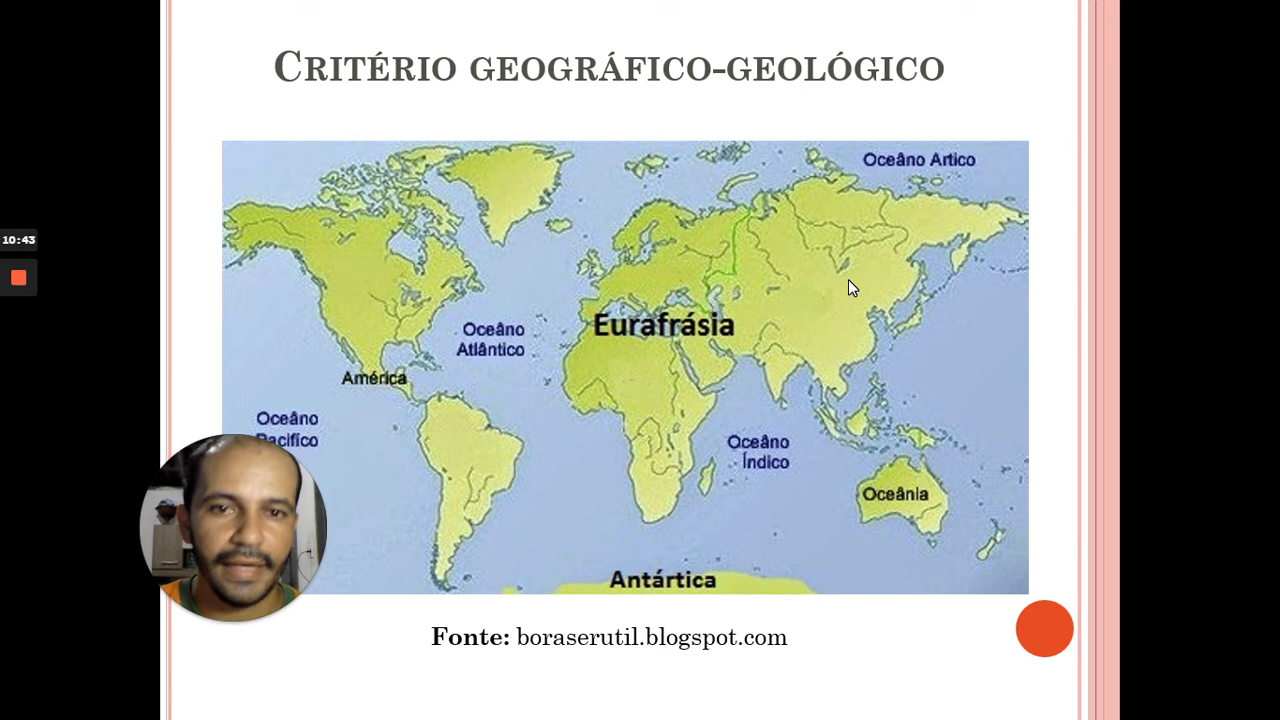 CRITÉRIO GEOGRÁFICO-GEOLÓGICO
Oceâno Artico
10:43
Eurafrásia
Oceâno
Atlântico
América
Oceâno
Pacifíco
Oceâno
Índico
Oceânia
Antártica
Fonte: boraserutil.blogspot.com